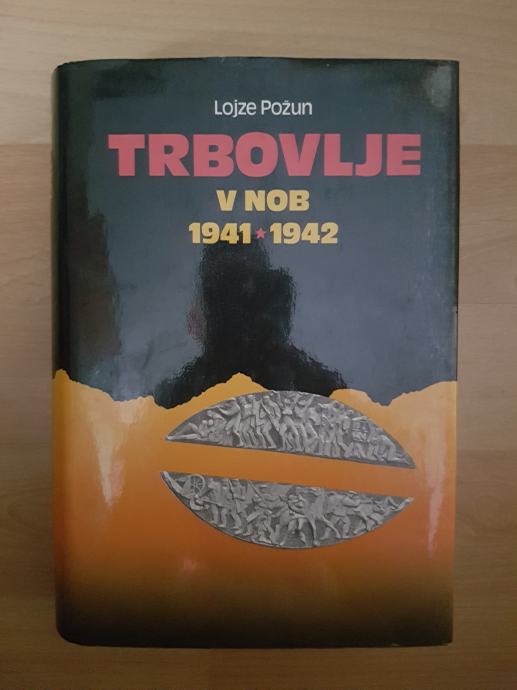 Lojze Požun
TRBOVLJE
V NOB
1941★1942